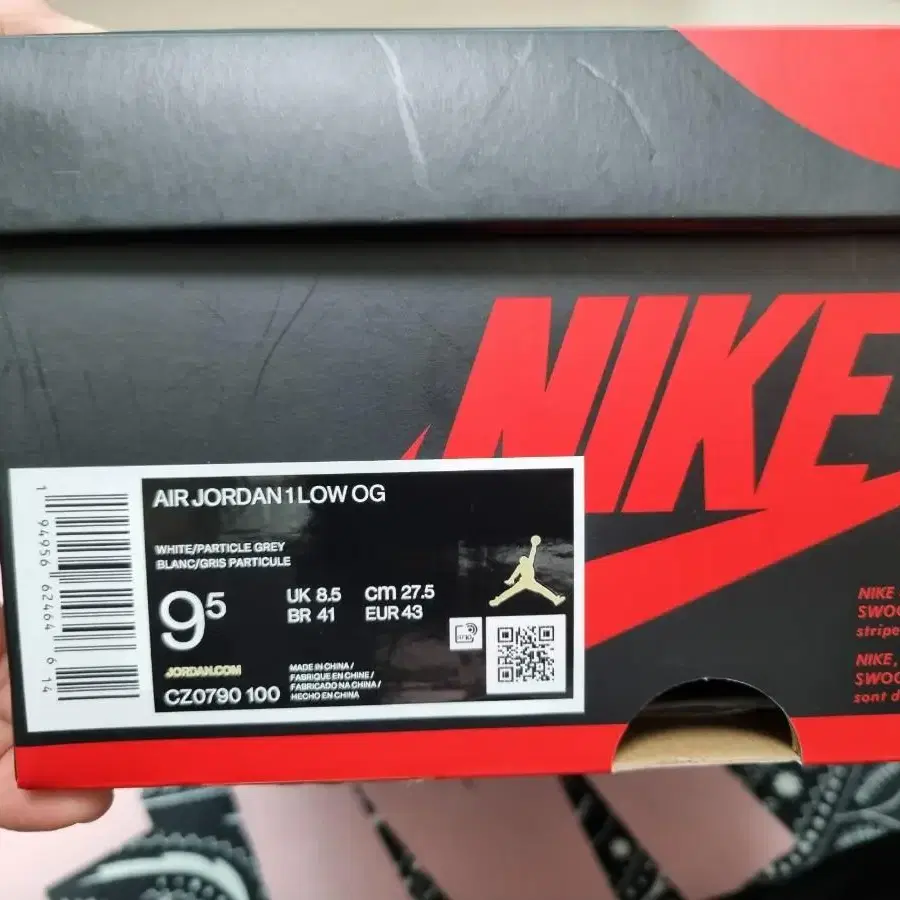 NIKE
AIR JORDAN 1 LOW OG
WHITE/PARTICLE GREY
BLANC/GRIS PARTICULE
9⁵
UK 8.5 cm 27.5
BR 41 EUR 43
JORDAN.COM
CZ0790 100
MADE IN CHINA /
FABRIQUE EN CHINE /
FABRICADO NA CHINA /
HECHO EN CHINA
1 94956 62464 6 14
NIKE
stripe
NIKE,
sont d